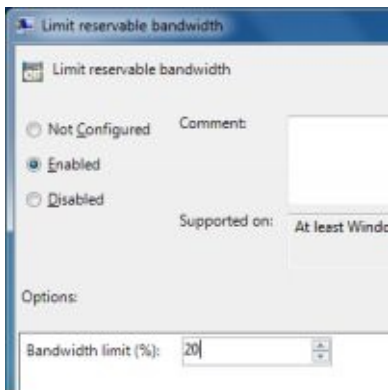 Limit reservable bandwidth
Limit reservable bandwidth
Not Configured
Comment:
Enabled
Disabled
Supported on:
At least Windo
Options:
Bandwidth limit (%):
20